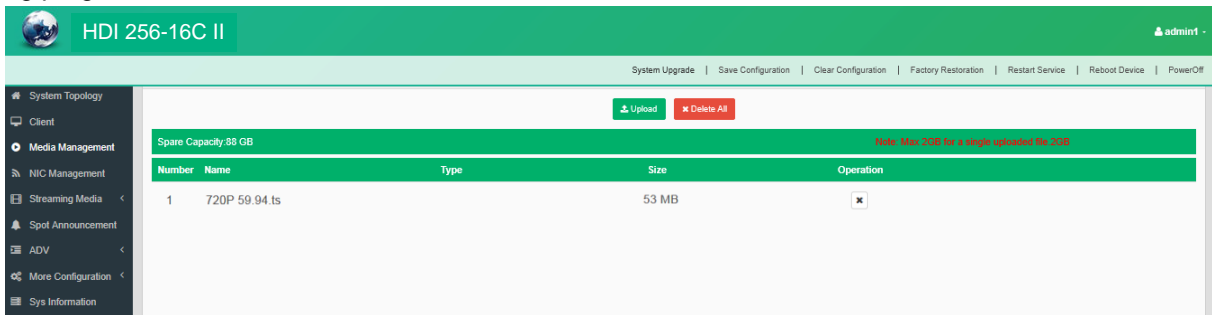 HDI 256-16C II
admin1
System Upgrade | Save Configuration | Clear Configuration | Factory Restoration | Restart Service | Reboot Device | PowerOff
System Topology
Client
Media Management
NIC Management
Streaming Media
Spot Announcement
ADV
More Configuration
Sys Information
Upload Delete All
Spare Capacity:88 GB Note: Max 2GB for a single uploaded file.2GB
Number Name Type Size Operation
1 720P 59.94.ts 53 MB